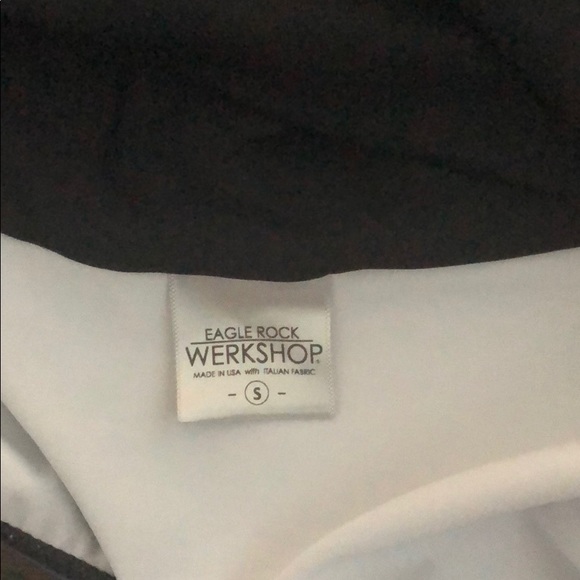 EAGLE ROCK
WERKSHOP®
MADE IN USA with ITALIAN FABRIC
- S -